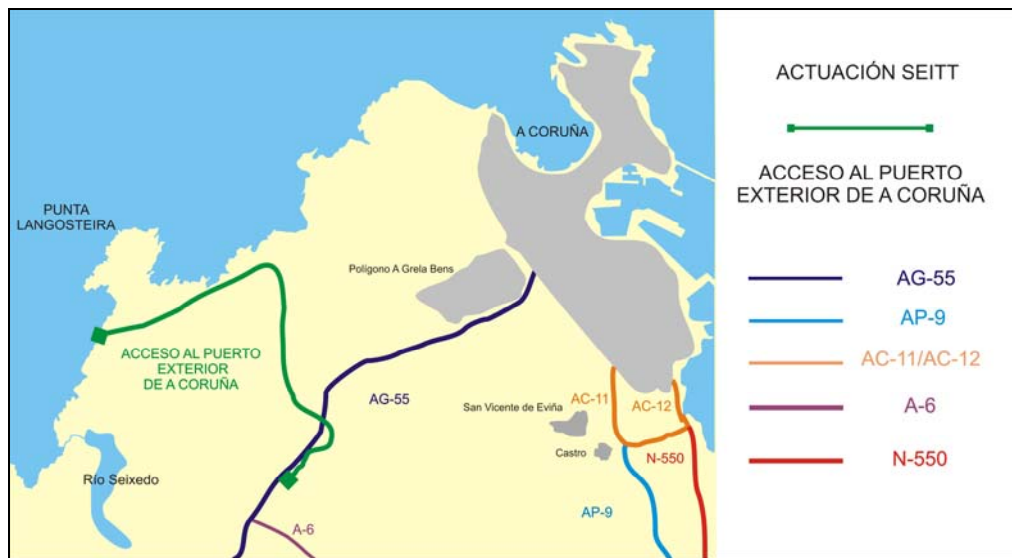 A CORUÑA
PUNTA
LANGOSTEIRA
Polígono A Grela Bens
ACCESO AL PUERTO
EXTERIOR
DE A CORUÑA
AG-55
AC-11
AC-12
San Vicente de Eviña
Castro
N-550
Río Seixedo
AP-9
A-6
ACTUACIÓN SEITT
ACCESO AL PUERTO
EXTERIOR DE A CORUÑA
AG-55
AP-9
AC-11/AC-12
A-6
N-550